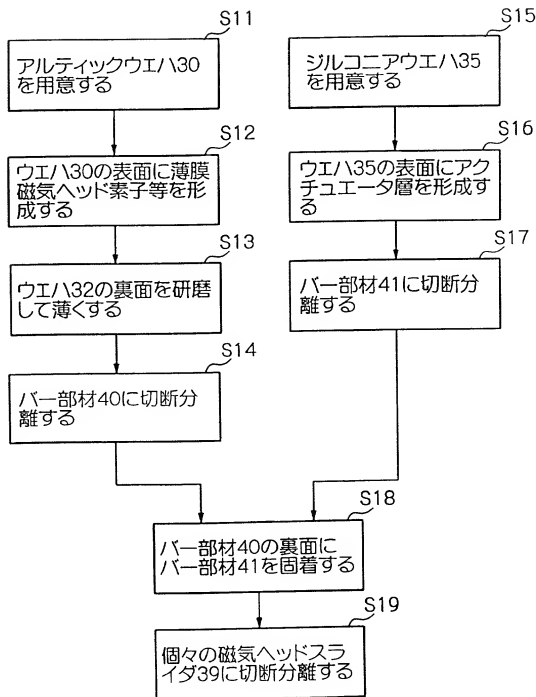 S11
アルティックウエハ30
を用意する
S12
ウエハ30の表面に薄膜
磁気ヘッド素子等を形
成する
S13
ウエハ32の裏面を研磨
して薄くする
S14
バー部材40に切断分
離する
S15
ジルコニアウエハ35
を用意する
S16
ウエハ35の表面にアク
チュエータ層を形成す
る
S17
バー部材41に切断分
離する
S18
バー部材40の裏面に
バー部材41を固着する
S19
個々の磁気ヘッドスラ
イダ39に切断分離する